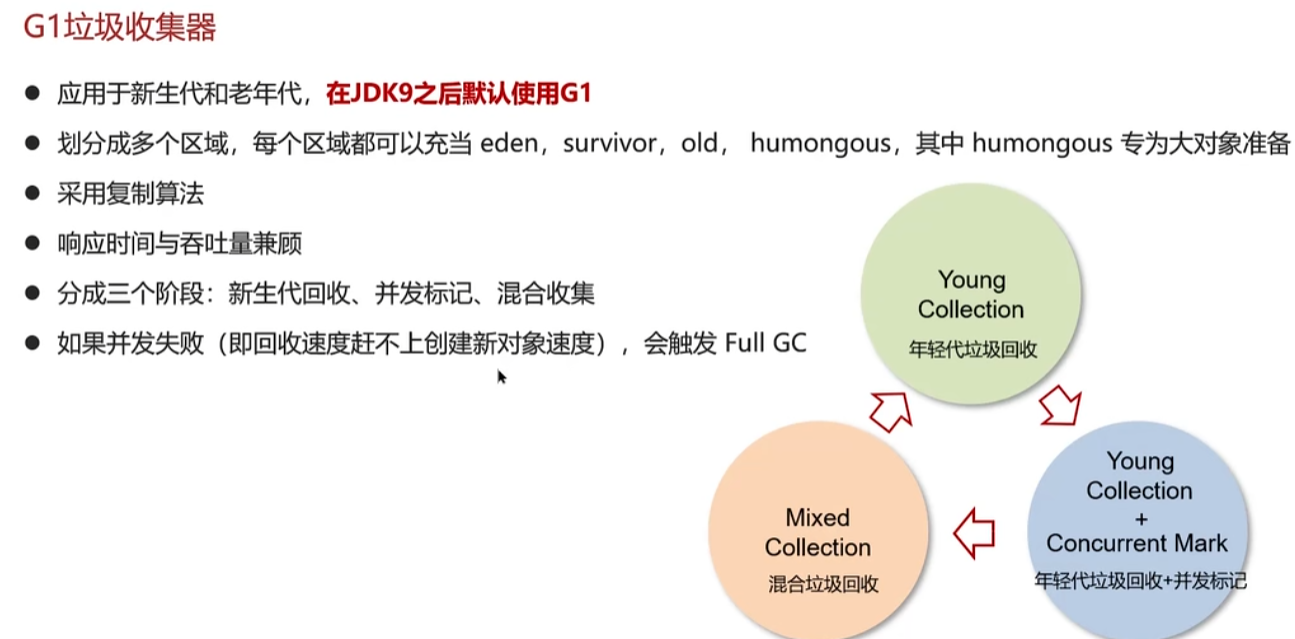 G1垃圾收集器
● 应用于新生代和老年代，在JDK9之后默认使用G1
● 划分成多个区域，每个区域都可以充当 eden，survivor，old， humongous，其中 humongous 专为大对象准备
● 采用复制算法
● 响应时间与吞吐量兼顾
● 分成三个阶段：新生代回收、并发标记、混合收集
● 如果并发失败（即回收速度赶不上创建新对象速度），会触发 Full GC
Young
Collection
年轻代垃圾回收
Young
Collection
+
Concurrent Mark
年轻代垃圾回收+并发标记
Mixed
Collection
混合垃圾回收